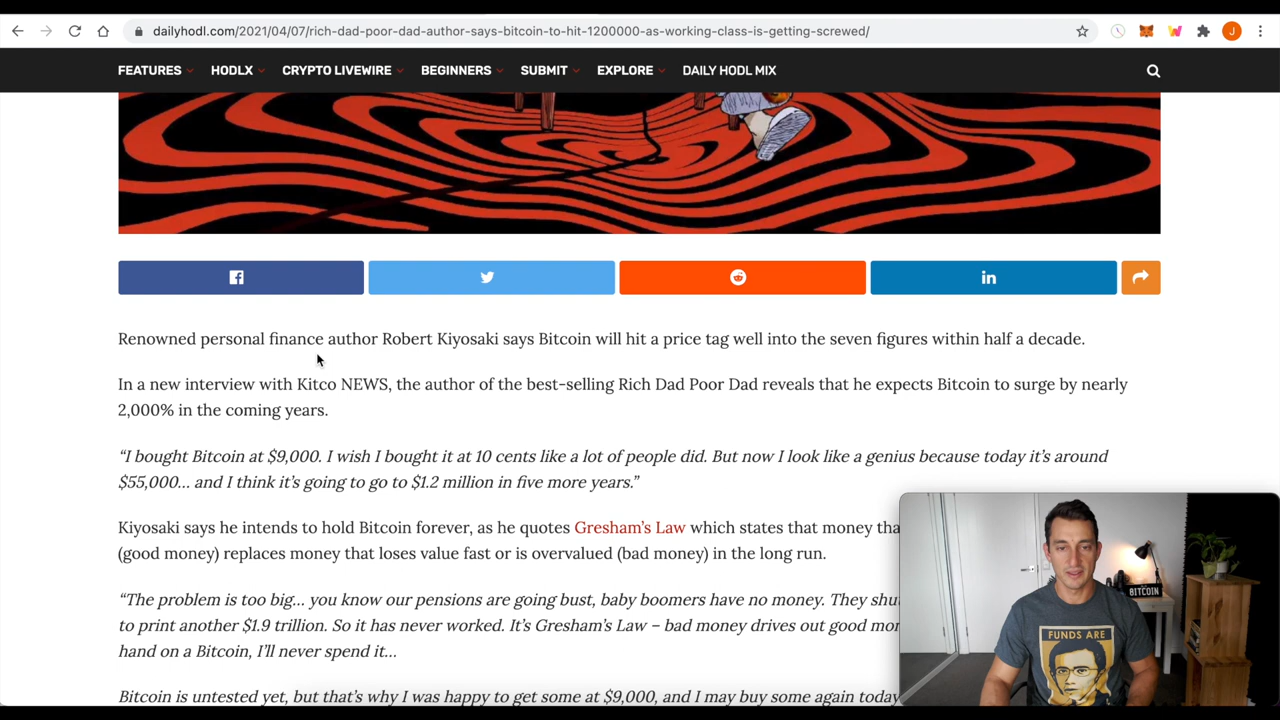 dailyhodl.com/2021/04/07/rich-dad-poor-dad-author-says-bitcoin-to-hit-1200000-as-working-class-is-getting-screwed/
J
FEATURES HODLX CRYPTO LIVEWIRE BEGINNERS SUBMIT EXPLORE DAILY HODL MIX
Renowned personal finance author Robert Kiyosaki says Bitcoin will hit a price tag well into the seven figures within half a decade.
In a new interview with Kitco NEWS, the author of the best-selling Rich Dad Poor Dad reveals that he expects Bitcoin to surge by nearly
2,000% in the coming years.
“I bought Bitcoin at $9,000. I wish I bought it at 10 cents like a lot of people did. But now I look like a genius because today it’s around
$55,000… and I think it’s going to go to $1.2 million in five more years.”
Kiyosaki says he intends to hold Bitcoin forever, as he quotes Gresham’s Law which states that money tha
(good money) replaces money that loses value fast or is overvalued (bad money) in the long run.
“The problem is too big… you know our pensions are going bust, baby boomers have no money. They shu
to print another $1.9 trillion. So it has never worked. It’s Gresham’s Law – bad money drives out good mo
hand on a Bitcoin, I’ll never spend it…
Bitcoin is untested yet, but that’s why I was happy to get some at $9,000, and I may buy some again today
BITCOIN
FUNDS ARE